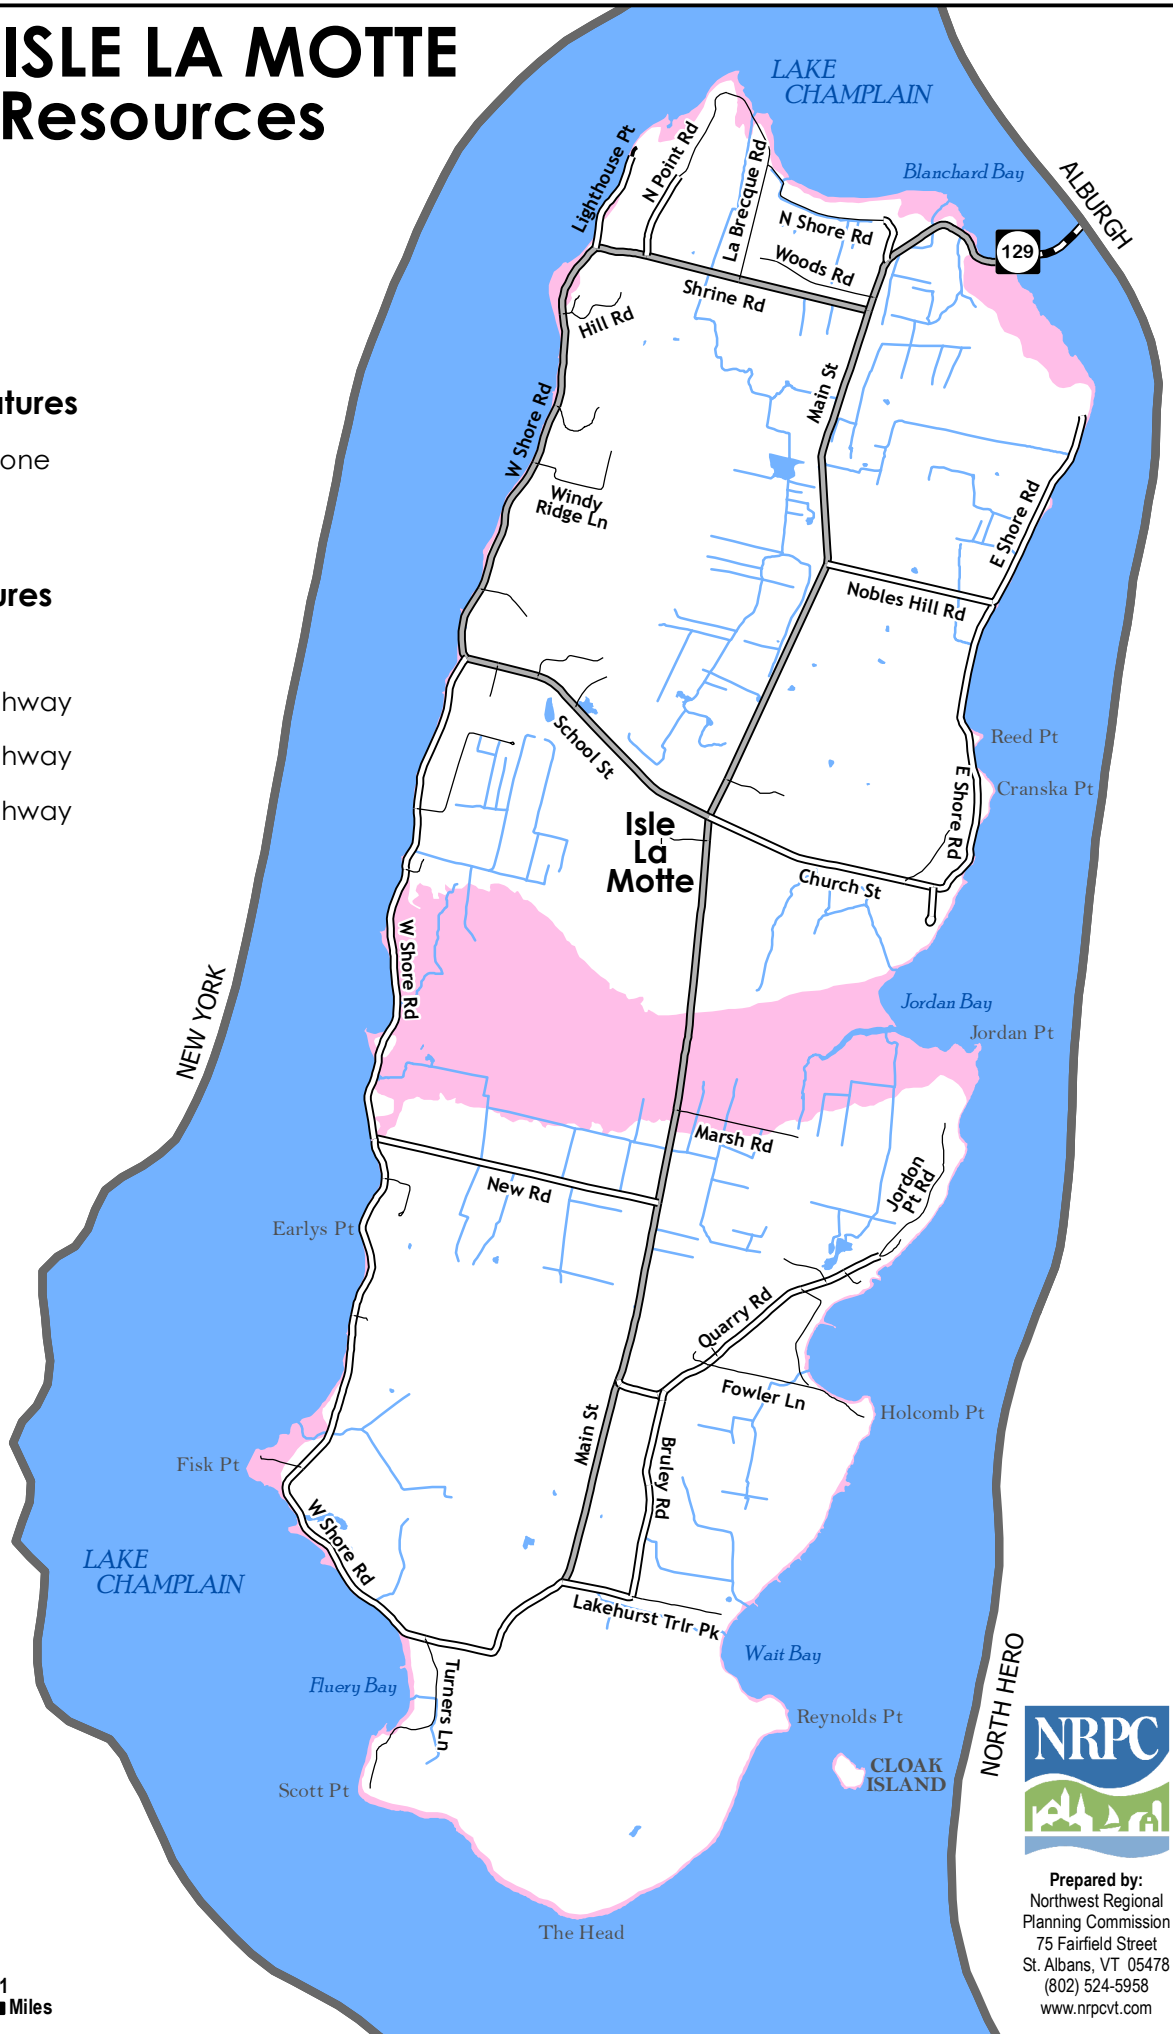 ISLE LA MOTTE
Resources
LAKE
CHAMPLAIN
Blanchard Bay
ALBURGH
129
Lighthouse Pt
N Point Rd
La Brecque Rd
N Shore Rd
Woods Rd
Shrine Rd
Hill Rd
Main St
W Shore Rd
Windy
Ridge Ln
E Shore Rd
Nobles Hill Rd
School St
Reed Pt
Cranska Pt
E Shore Rd
Isle
La
Motte
Church St
W Shore Rd
NEW YORK
Jordan Bay
Jordan Pt
Marsh Rd
New Rd
Jordon
Pt Rd
Earlys Pt
Quarry Rd
Fowler Ln
Holcomb Pt
Main St
Bruley Rd
Fisk Pt
W Shore Rd
LAKE
CHAMPLAIN
Lakehurst Trlr Pk
Wait Bay
Fluery Bay
Turners Ln
Reynolds Pt
NORTH HERO
CLOAK
ISLAND
Scott Pt
The Head
atures
one
ures
hway
hway
hway
1
Miles
NRPC
Prepared by:
Northwest Regional
Planning Commission
75 Fairfield Street
St. Albans, VT 05478
(802) 524-5958
www.nrpcvt.com